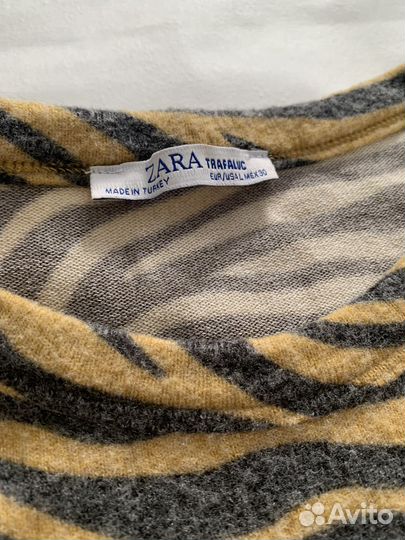 ZARA TRAFALUC
MADE IN TURKEY
EUR/USA L MEX 30
Avito